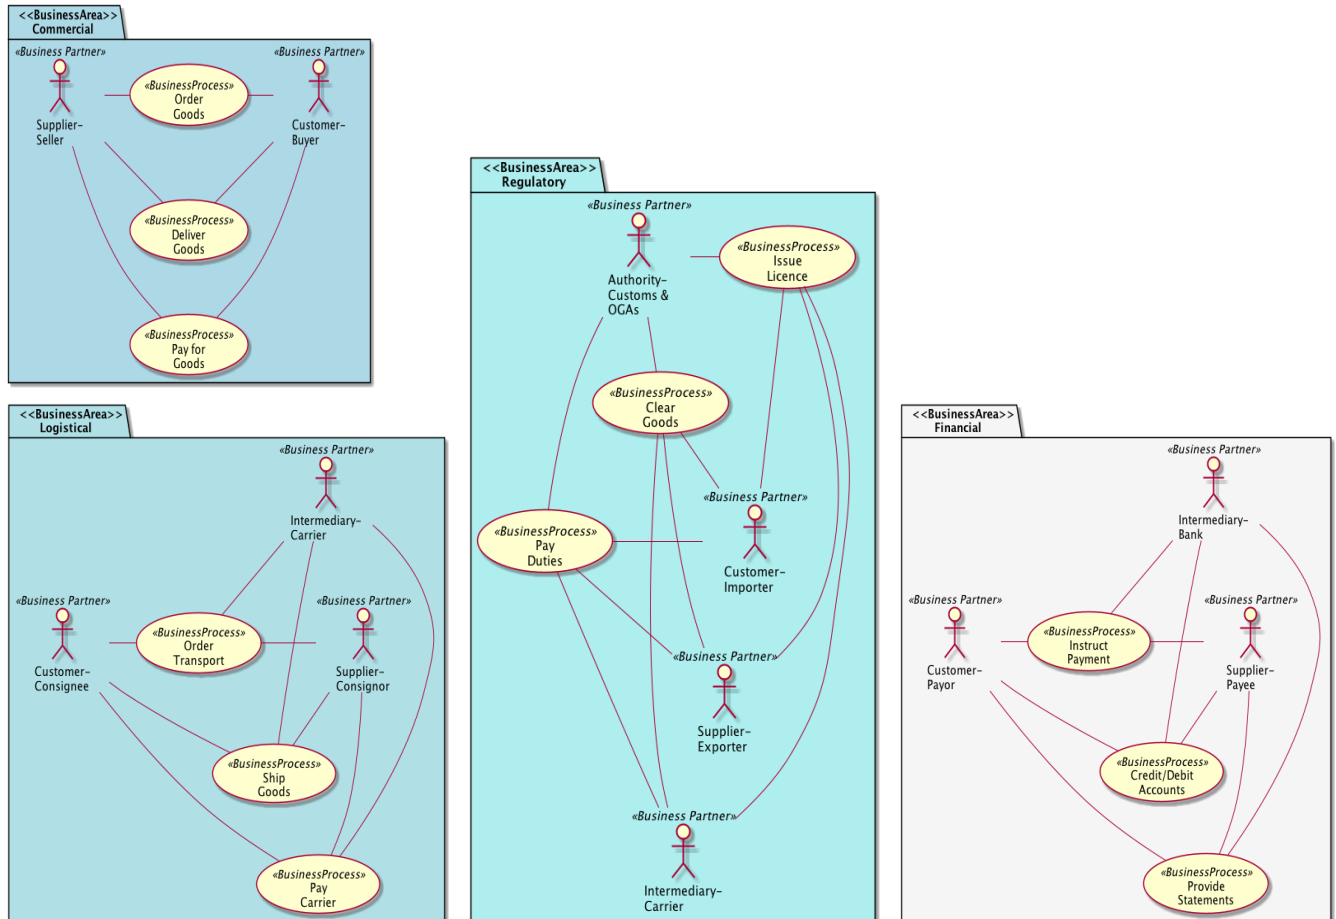 <<BusinessArea>>
Commercial
«Business Partner»
«Business Partner»
«BusinessProcess»
Order
Goods
Supplier-
Seller
Customer-
Buyer
«BusinessProcess»
Deliver
Goods
«BusinessProcess»
Pay for
Goods
<<BusinessArea>>
Logistical
«Business Partner»
Intermediary-
Carrier
«Business Partner»
«Business Partner»
«BusinessProcess»
Order
Transport
Customer-
Consignee
Supplier-
Consignor
«BusinessProcess»
Ship
Goods
«BusinessProcess»
Pay
Carrier
<<BusinessArea>>
Regulatory
«Business Partner»
«BusinessProcess»
Issue
Licence
Authority-
Customs &
OGAs
«BusinessProcess»
Clear
Goods
«Business Partner»
«BusinessProcess»
Pay
Duties
Customer-
Importer
«Business Partner»
Supplier-
Exporter
«Business Partner»
Intermediary-
Carrier
<<BusinessArea>>
Financial
«Business Partner»
Intermediary-
Bank
«Business Partner»
«Business Partner»
«BusinessProcess»
Instruct
Payment
Customer-
Payor
Supplier-
Payee
«BusinessProcess»
Credit/Debit
Accounts
«BusinessProcess»
Provide
Statements